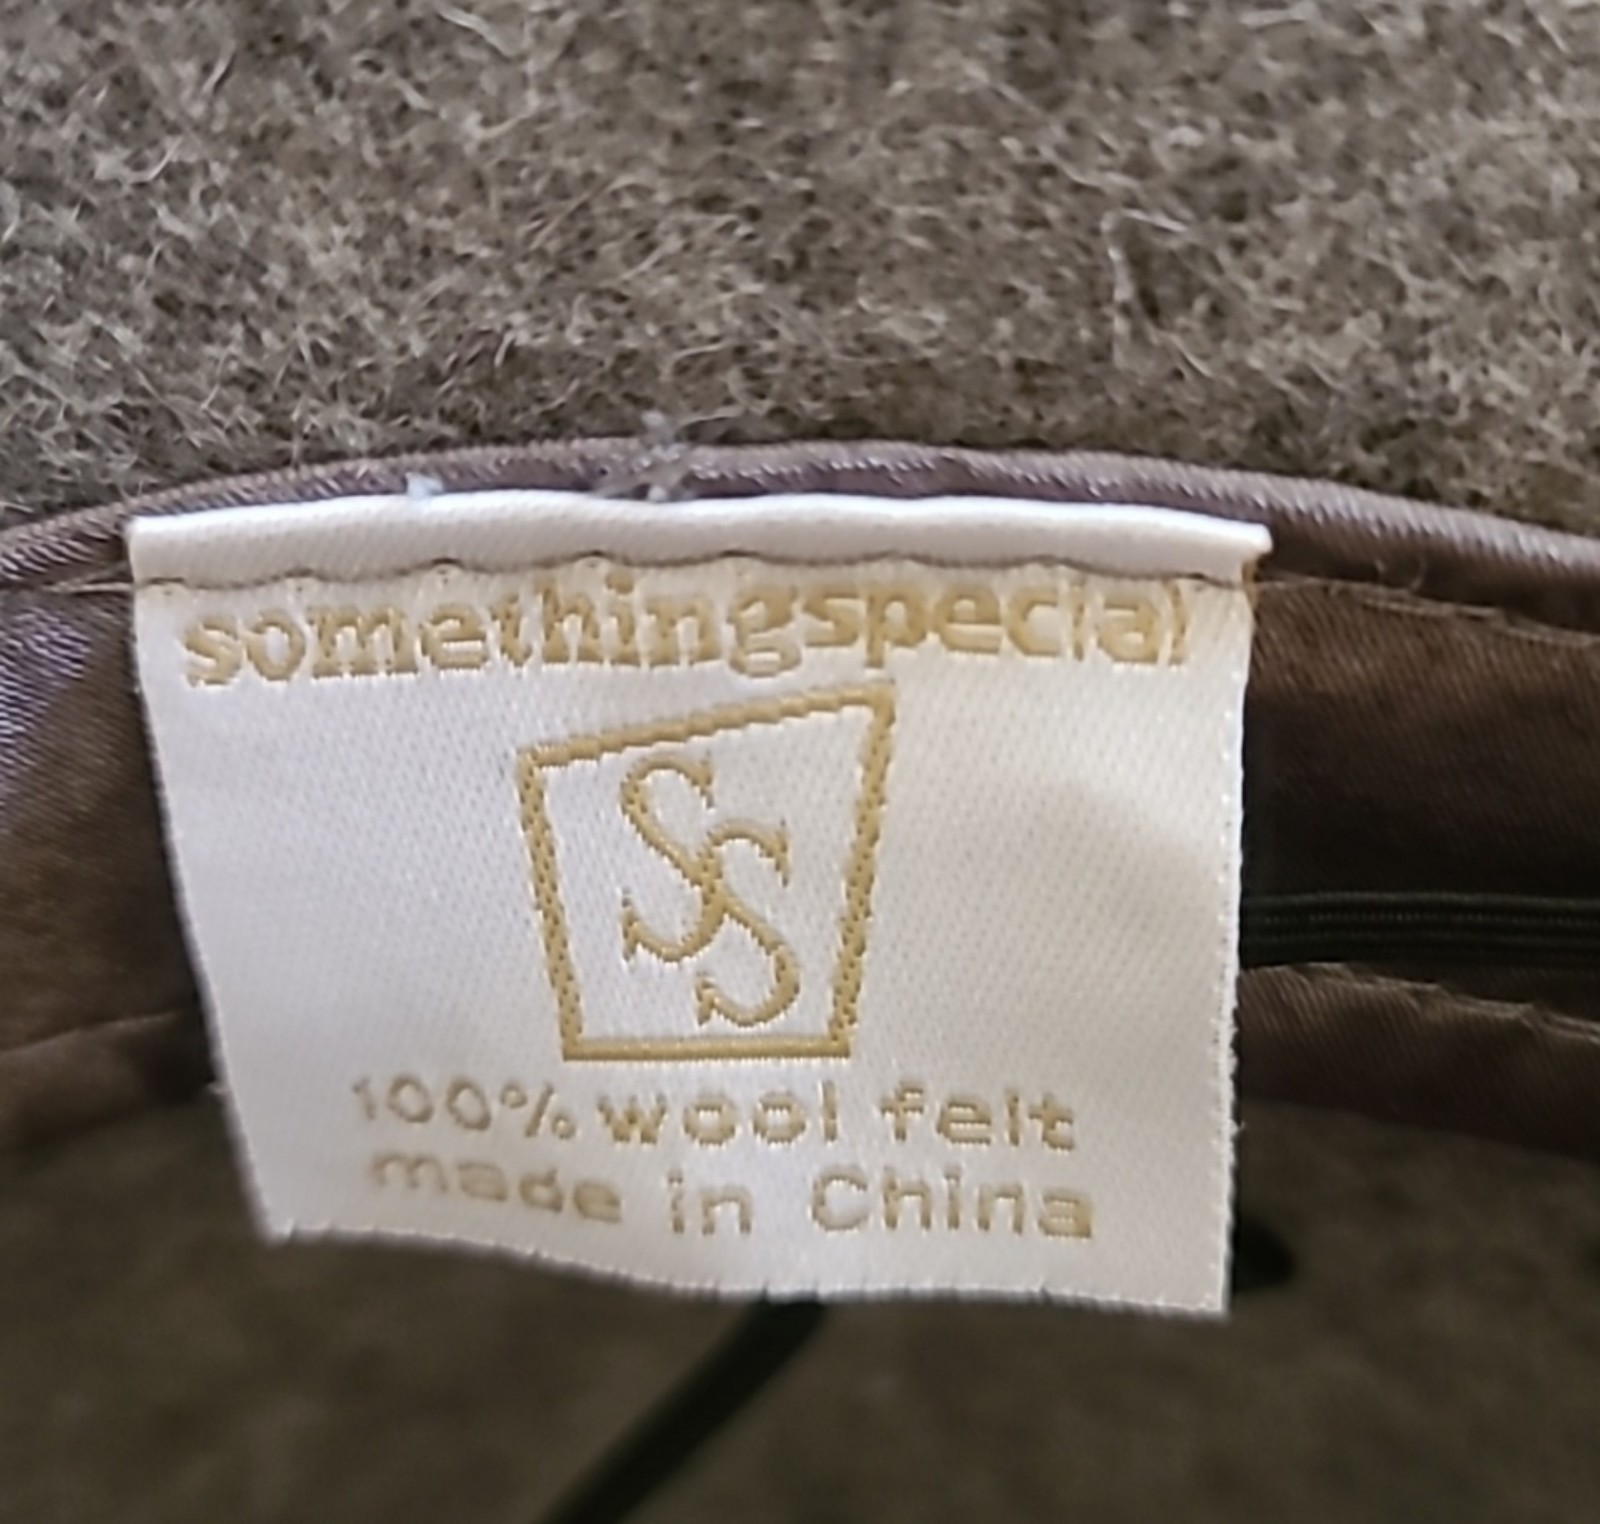 somethingspecial
SS
100% wool felt
made in China